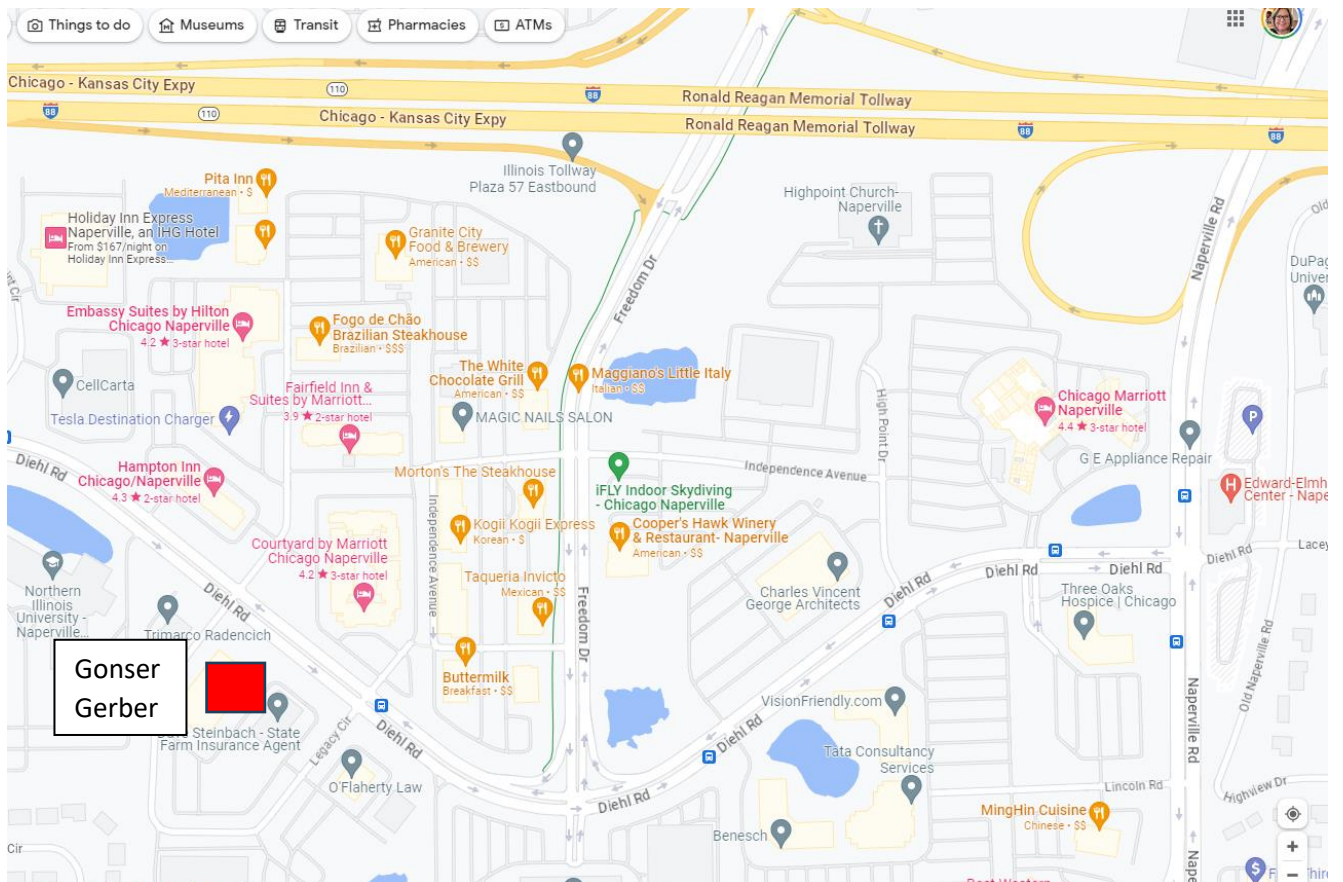 Things to do
Museums
Transit
Pharmacies
ATMs
Chicago - Kansas City Expy
110
88
Ronald Reagan Memorial Tollway
88
110
Chicago - Kansas City Expy
Ronald Reagan Memorial Tollway
88
88
Illinois Tollway
Plaza 57 Eastbound
Pita Inn
Mediterranean · $
Highpoint Church-
Naperville
Naperville Rd
Old
Holiday Inn Express
Naperville, an IHG Hotel
From $167/night on
Holiday Inn Express...
Granite City
Food & Brewery
American · $$
Freedom Dr
DuPag
Univer
nt Cir
Embassy Suites by Hilton
Chicago Naperville
4.2 ★ 3-star hotel
Fogo de Chão
Brazilian Steakhouse
Brazilian · $$$
The White
Chocolate Grill
American · $$
Maggiano's Little Italy
Italian · $$
CellCarta
Fairfield Inn &
Suites by Marriott...
3.9 ★ 2-star hotel
MAGIC NAILS SALON
Tesla Destination Charger
High Point Dr
Chicago Marriott
Naperville
4.4 ★ 3-star hotel
P
G E Appliance Repair
Diehl Rd
Hampton Inn
Chicago/Naperville
4.3 ★ 2-star hotel
Morton's The Steakhouse
Independence Avenue
iFLY Indoor Skydiving
- Chicago Naperville
H
Edward-Elmh
Center - Nape
Independence Avenue
Kogii Kogii Express
Korean · $
Cooper's Hawk Winery
& Restaurant- Naperville
American · $$
Courtyard by Marriott
Chicago Naperville
4.2 ★ 3-star hotel
Diehl Rd
Lacey
Northern
Illinois
University -
Naperville...
Taqueria Invicto
Mexican · $$
Freedom Dr
Charles Vincent
George Architects
Diehl Rd
Diehl Rd
Diehl Rd
Three Oaks
Hospice | Chicago
Diehl Rd
Trimarco Radencich
Old Naperville Rd
Gonser
Gerber
Buttermilk
Breakfast · $$
Naperville Rd
VisionFriendly.com
Steinbach - State
Farm Insurance Agent
Legacy Cir
Diehl Rd
Diehl Rd
Tata Consultancy
Services
O'Flaherty Law
Diehl Rd
Lincoln Rd
Highview Dr
MingHin Cuisine
Chinese · $$
Benesch
Cir
Nape
$